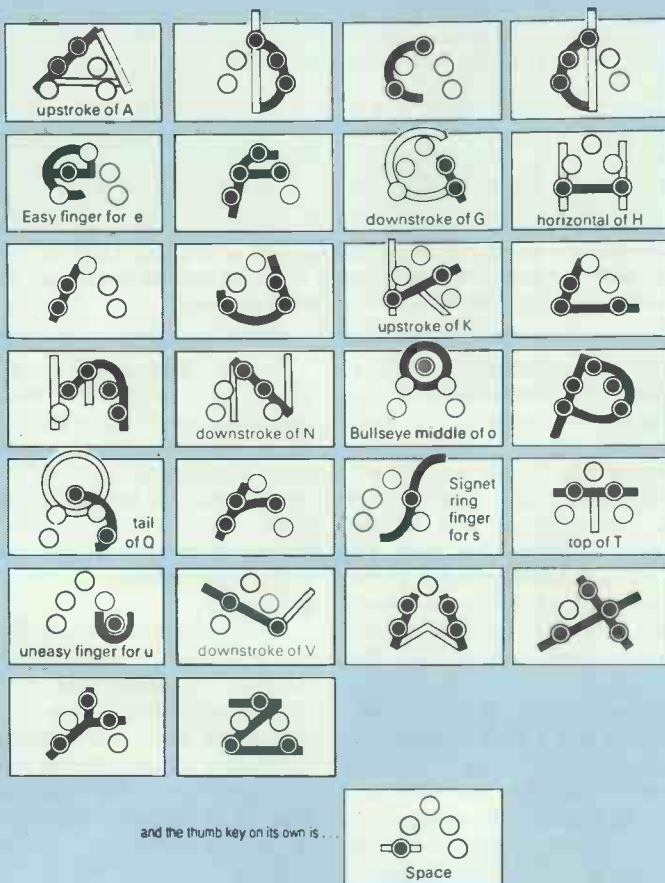 upstroke of A
Easy finger for e
downstroke of G
horizontal of H
upstroke of K
downstroke of N
Bullseye middle of o
tail
of Q
Signet
ring
finger
for s
top of T
uneasy finger for u
downstroke of V
and the thumb key on its own is ...
Space